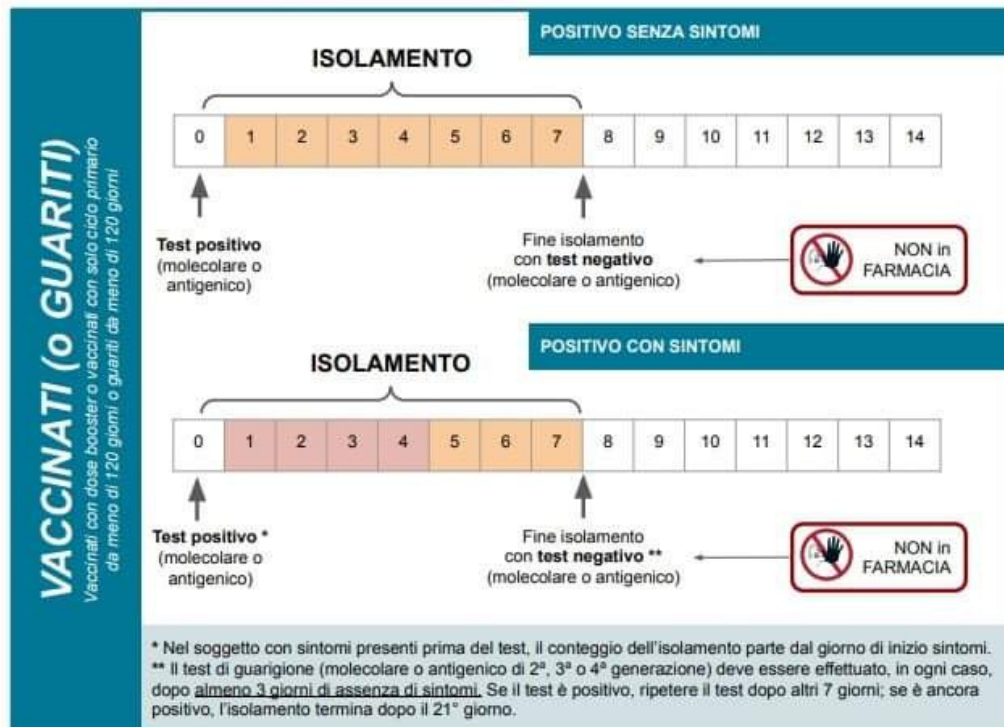 VACCINATI (o GUARITI)
Vaccinati con dose booster o vaccinati con solo ciclo primario
da meno di 120 giorni o guariti da meno di 120 giorni
POSITIVO SENZA SINTOMI
ISOLAMENTO
0 1 2 3 4 5 6 7 8 9 10 11 12 13 14
Test positivo
(molecolare o
antigenico)
Fine isolamento
con test negativo
(molecolare o antigenico)
NON in
FARMACIA
POSITIVO CON SINTOMI
ISOLAMENTO
0 1 2 3 4 5 6 7 8 9 10 11 12 13 14
Test positivo *
(molecolare o
antigenico)
Fine isolamento
con test negativo **
(molecolare o antigenico)
NON in
FARMACIA
* Nel soggetto con sintomi presenti prima del test, il conteggio dell'isolamento parte dal giorno di inizio sintomi.
** Il test di guarigione (molecolare o antigenico di 2ª, 3ª o 4ª generazione) deve essere effettuato, in ogni caso,
dopo almeno 3 giorni di assenza di sintomi. Se il test è positivo, ripetere il test dopo altri 7 giorni; se è ancora
positivo, l'isolamento termina dopo il 21° giorno.